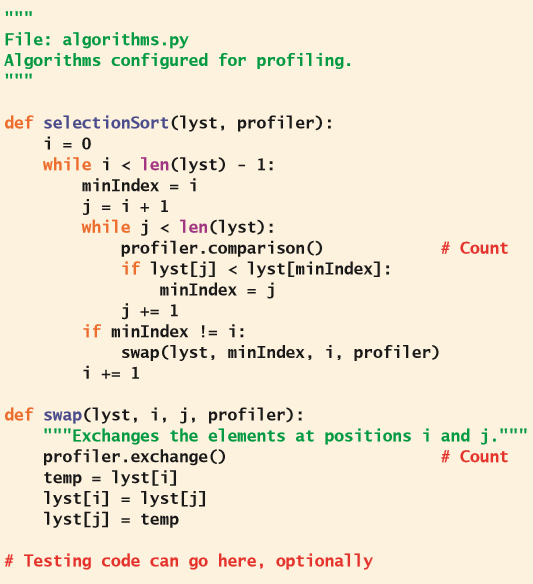 """
File: algorithms.py
Algorithms configured for profiling.
"""

def selectionSort(lyst, profiler):
    i = 0
    while i < len(lyst) - 1:
        minIndex = i
        j = i + 1
        while j < len(lyst):
            profiler.comparison()            # Count
            if lyst[j] < lyst[minIndex]:
                minIndex = j
            j += 1
        if minIndex != i:
            swap(lyst, minIndex, i, profiler)
        i += 1

def swap(lyst, i, j, profiler):
    """Exchanges the elements at positions i and j."""
    profiler.exchange()                      # Count
    temp = lyst[i]
    lyst[i] = lyst[j]
    lyst[j] = temp

# Testing code can go here, optionally